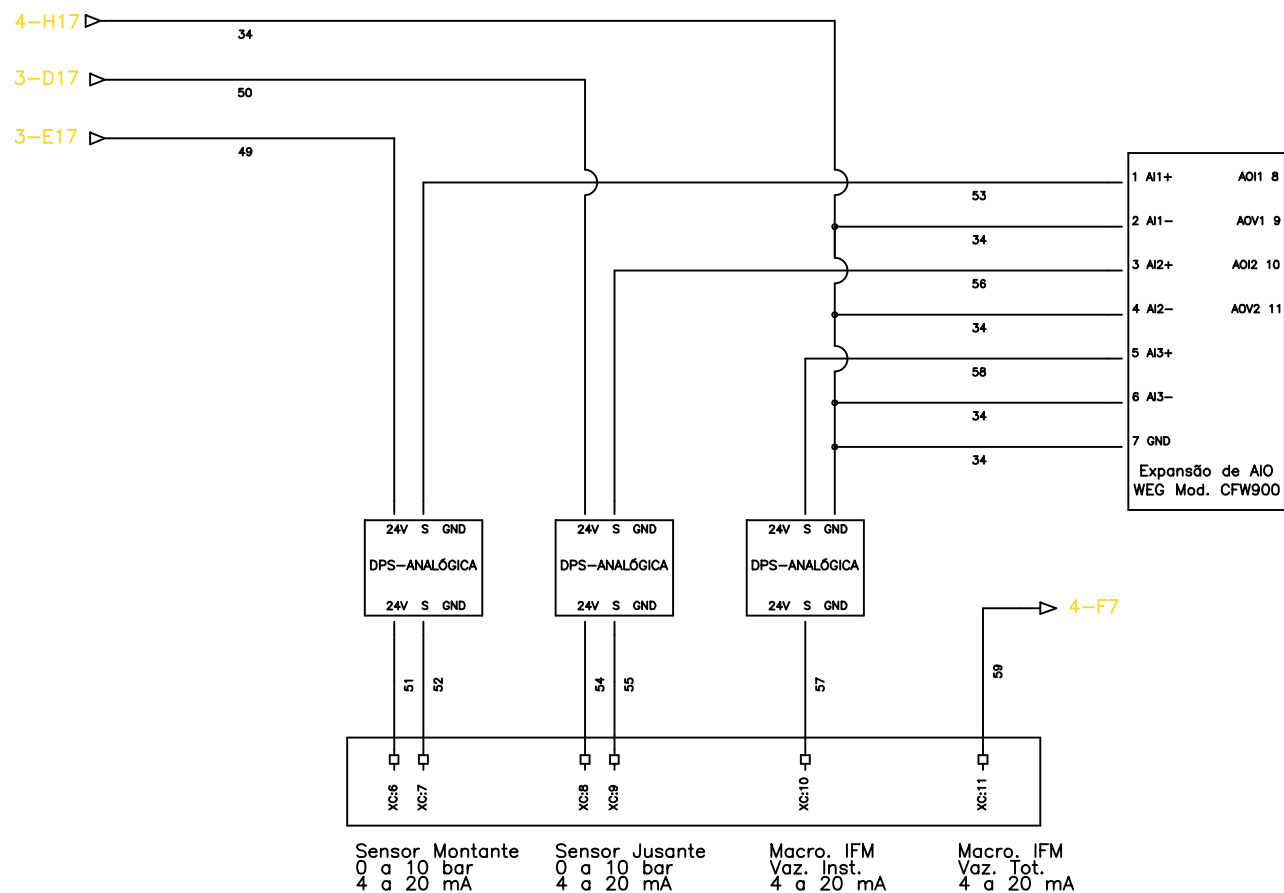 4-H17
34
3-D17
50
3-E17
49
1 AI1+ AOI1 8
53
2 AI1- AOV1 9
34
3 AI2+ AOI2 10
56
4 AI2- AOV2 11
34
5 AI3+
58
6 AI3-
34
7 GND
34
Expansão de AIO
WEG Mod. CFW900
24V S GND
DPS-ANALÓGICA
24V S GND
24V S GND
DPS-ANALÓGICA
24V S GND
24V S GND
DPS-ANALÓGICA
24V S GND
4-F7
51
52
54
55
57
59
XC:6
XC:7
XC:8
XC:9
XC:10
XC:11
Sensor Montante
0 a 10 bar
4 a 20 mA
Sensor Jusante
0 a 10 bar
4 a 20 mA
Macro. IFM
Vaz. Inst.
4 a 20 mA
Macro. IFM
Vaz. Tot.
4 a 20 mA